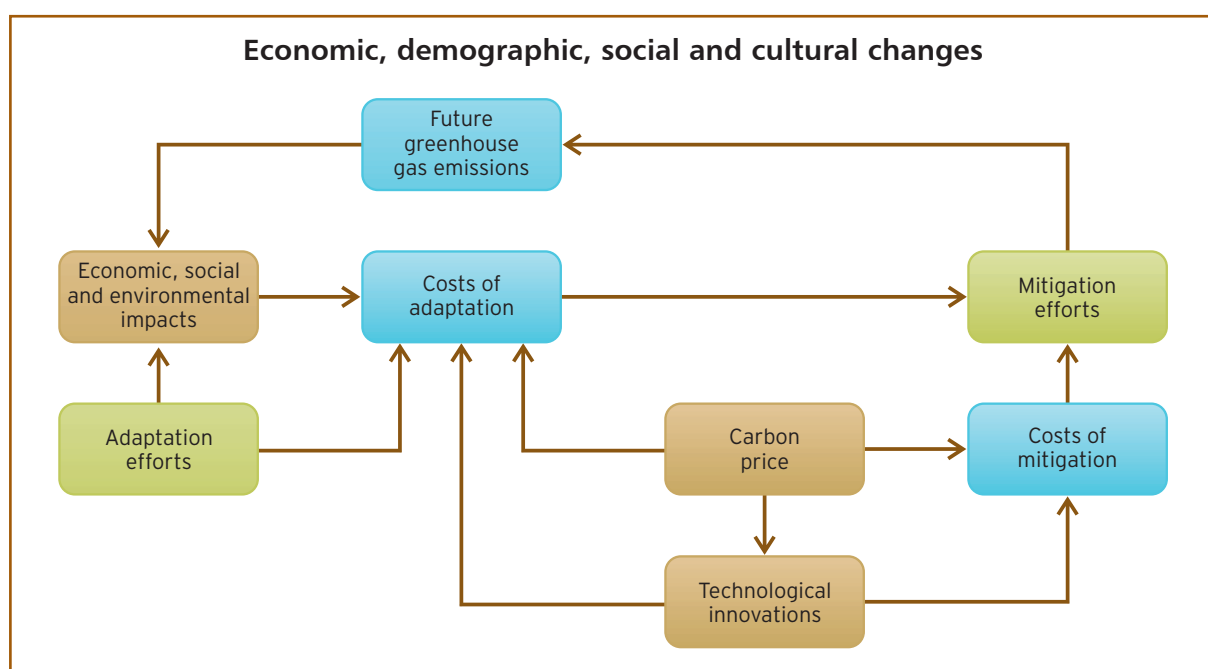 Economic, demographic, social and cultural changes
Future
greenhouse
gas emissions
Economic, social
and environmental
impacts
Costs of
adaptation
Mitigation
efforts
Adaptation
efforts
Carbon
price
Costs of
mitigation
Technological
innovations